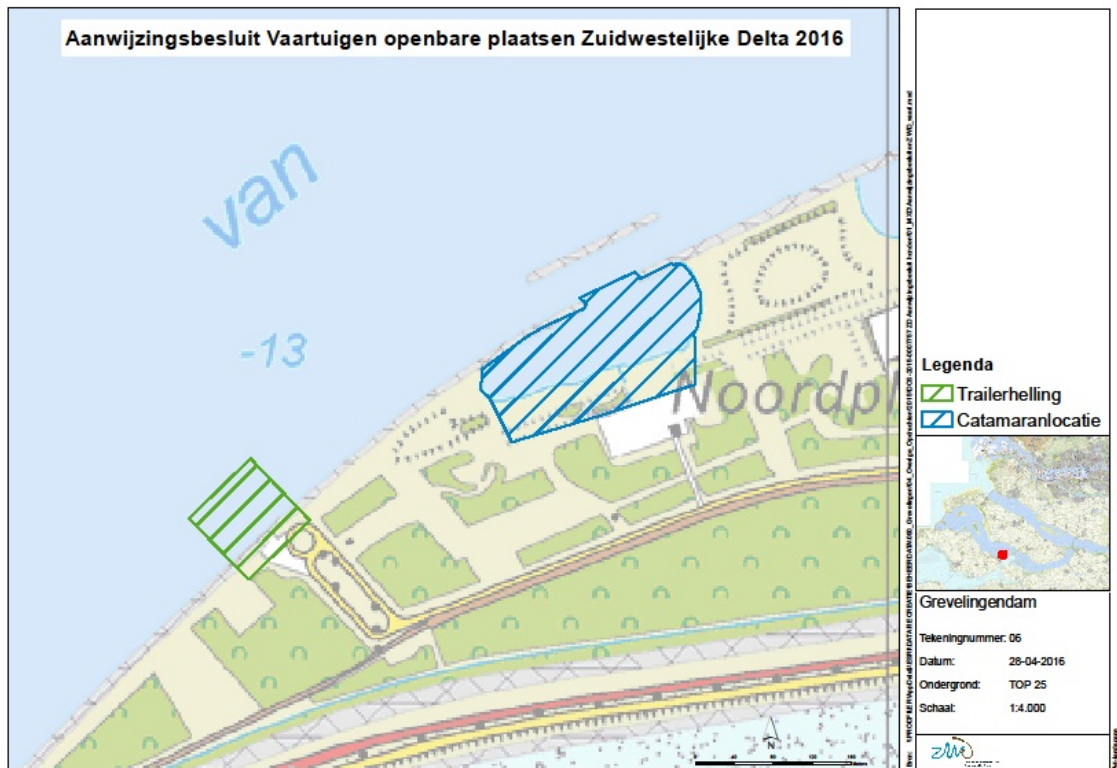 Aanwijzingsbesluit Vaartuigen openbare plaatsen Zuidwestelijke Delta 2016
van
-13
Noordpl
Legenda
Trailerhelling
Catamaranlocatie
Grevelingendam
Tekeningnummer: 06
Datum: 28-04-2016
Ondergrond: TOP 25
Schaal: 1:4.000
N